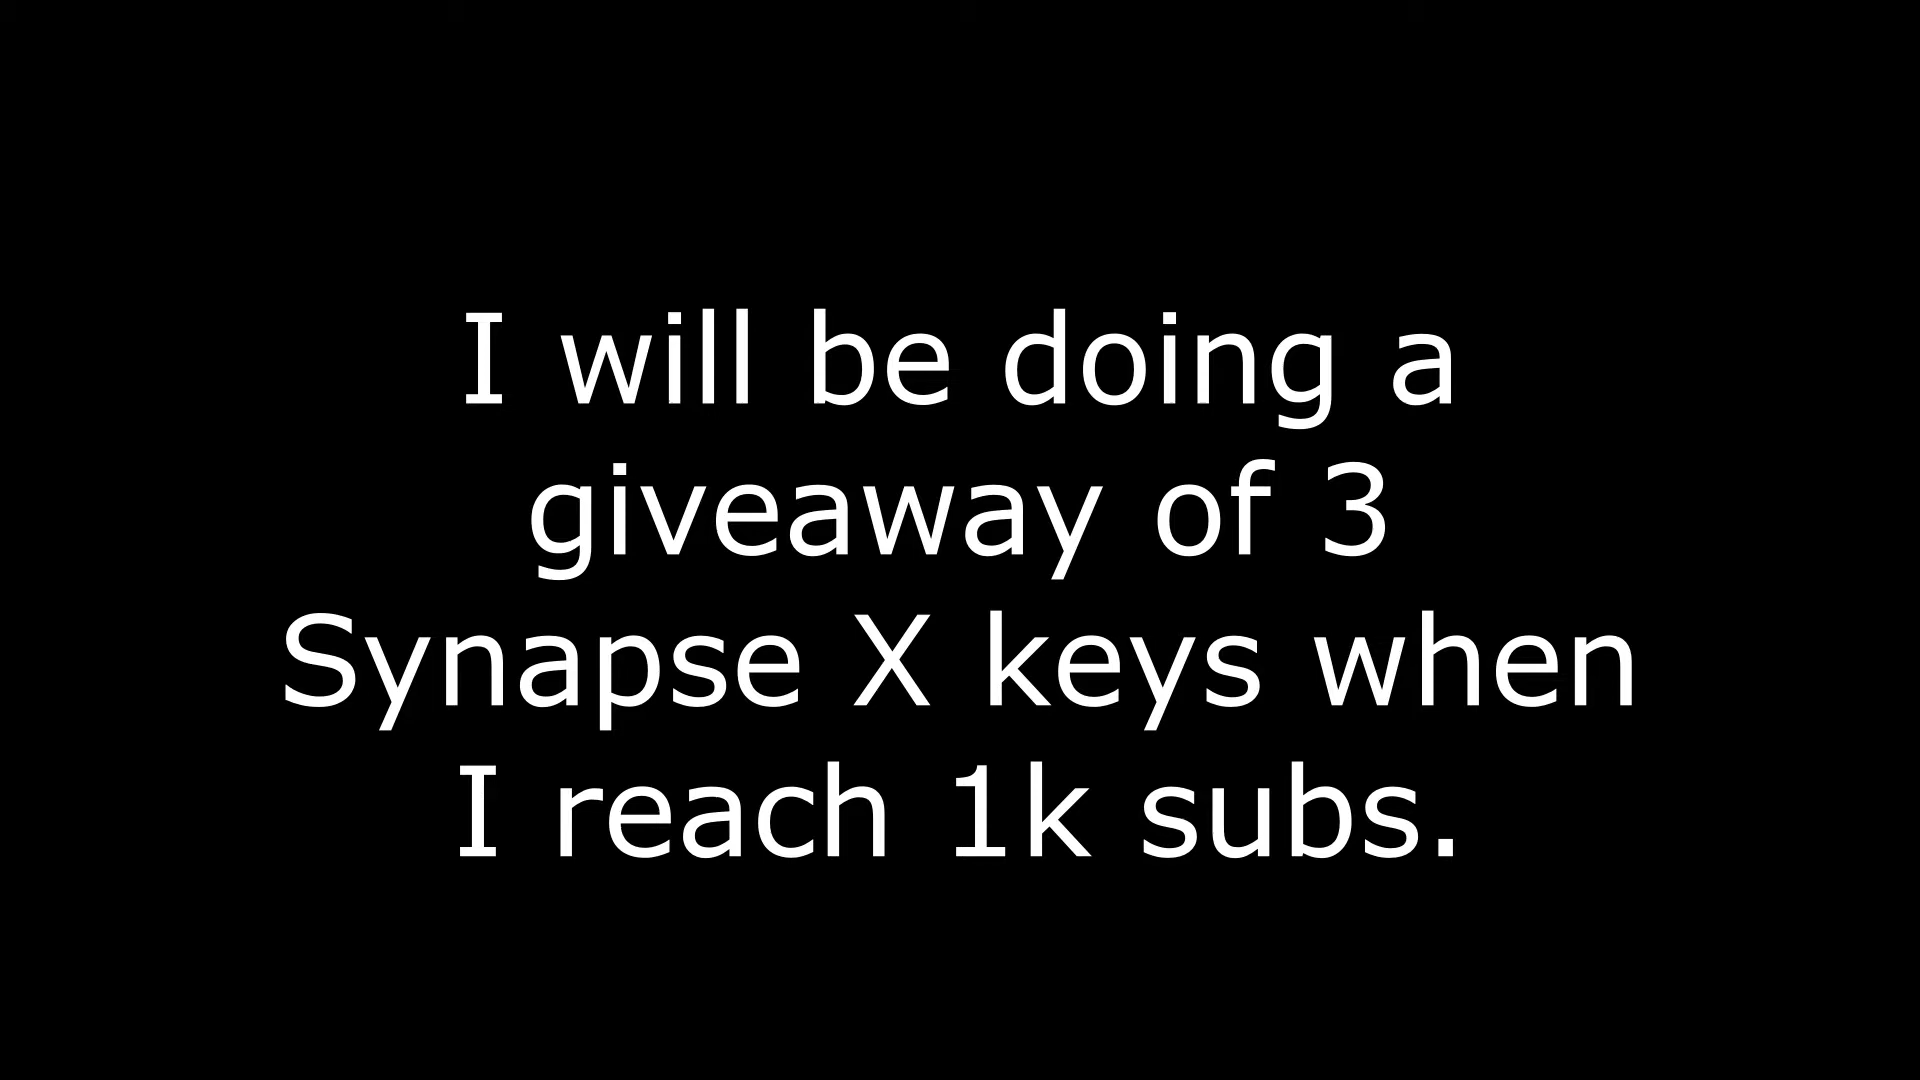 I will be doing a
giveaway of 3
Synapse X keys when
I reach 1k subs.